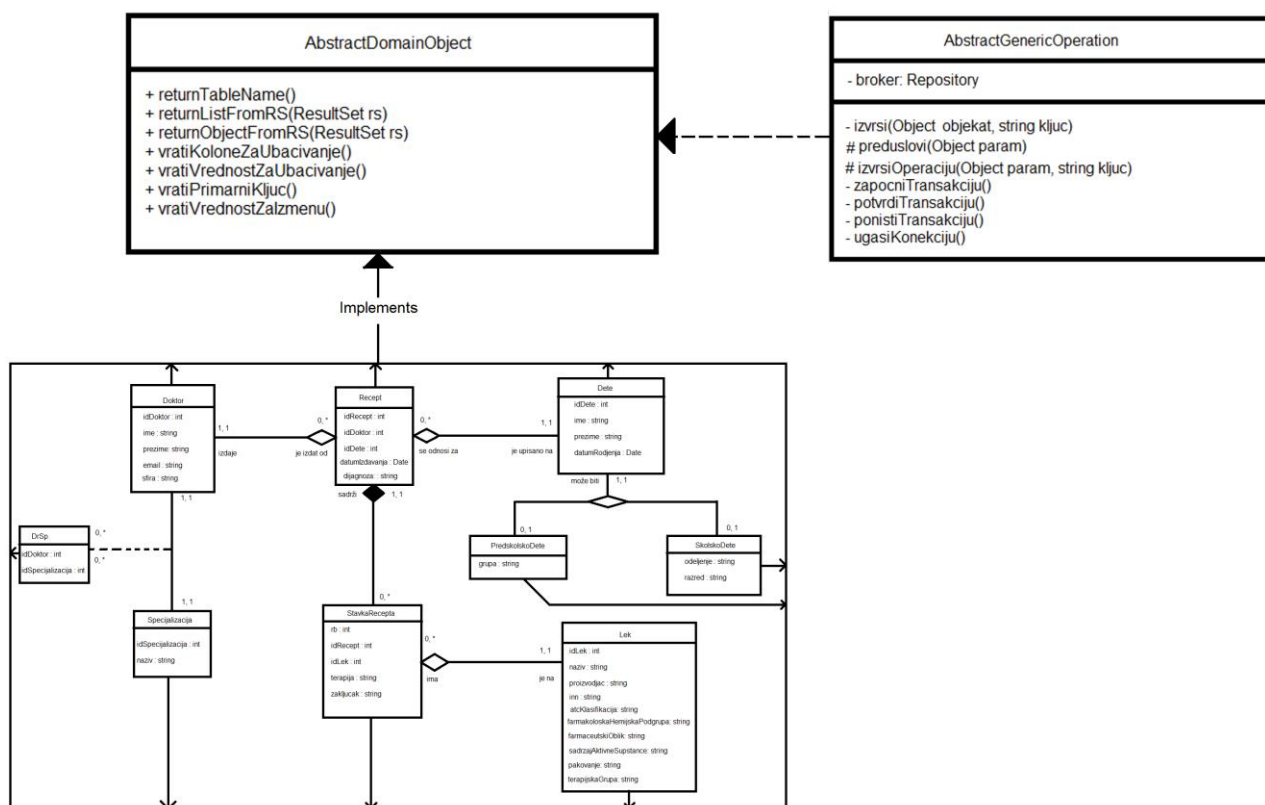 AbstractDomainObject
+ returnTableName()
+ returnListFromRS(ResultSet rs)
+ returnObjectFromRS(ResultSet rs)
+ vratiKoloneZaUbacivanje()
+ vratiVrednostZaUbacivanje()
+ vratiPrimarniKljuc()
+ vratiVrednostZaIzmenu()
AbstractGenericOperation
- broker: Repository
- izvrsi(Object objekat, string kljuc)
# preduslovi(Object param)
# izvrsiOperaciju(Object param, string kljuc)
- zapocniTransakciju()
- potvrdiTransakciju()
- ponistiTransakciju()
- ugasiKonekciju()
Implements
Doktor
idDoktor : int
ime : string
prezime: string
email : string
sfira : string
1, 1
izdaje
0, *
je izdat od
Recept
idRecept : int
idDoktor : int
idDete : int
datumIzdavanja : Date
dijagnoza: : string
0, *
se odnosi za
1, 1
je upisano na
Dete
idDete : int
ime : string
prezime : string
datumRodjenja : Date
može biti
1, 1
sadrži
1, 1
1, 1
DrSp
idDoktor : int
idSpecijalizacija : int
0, *
0, *
0, 1
PredskolskoDete
grupa : string
0, 1
SkolskoDete
odeljenje : string
razred : string
1, 1
Specijalizacija
idSpecijalizacija : int
naziv : string
0, *
StavkaRecepta
rb : int
idRecept : int
idLek : int
terapija : string
zakljucak : string
0, *
ima
1, 1
je na
Lek
idLek : int
naziv : string
proizvodjac : string
inn : string
atcKlasifikacija: string
farmakoloskaHemijskaPodgrupa: string
farmaceutskiOblik: string
sadrzajAktivneSupstance: string
pakovanje: string
terapijskaGrupa: string